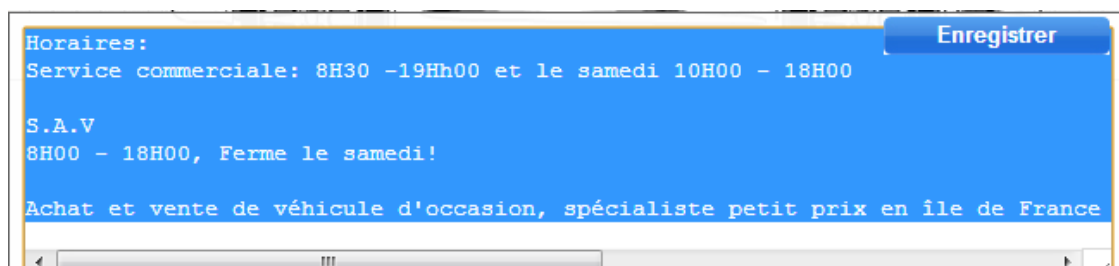 Enregistrer
Horaires:
Service commerciale: 8H30 -19Hh00 et le samedi 10H00 - 18H00
S.A.V
8H00 - 18H00, Ferme le samedi!
Achat et vente de véhicule d'occasion, spécialiste petit prix en île de France